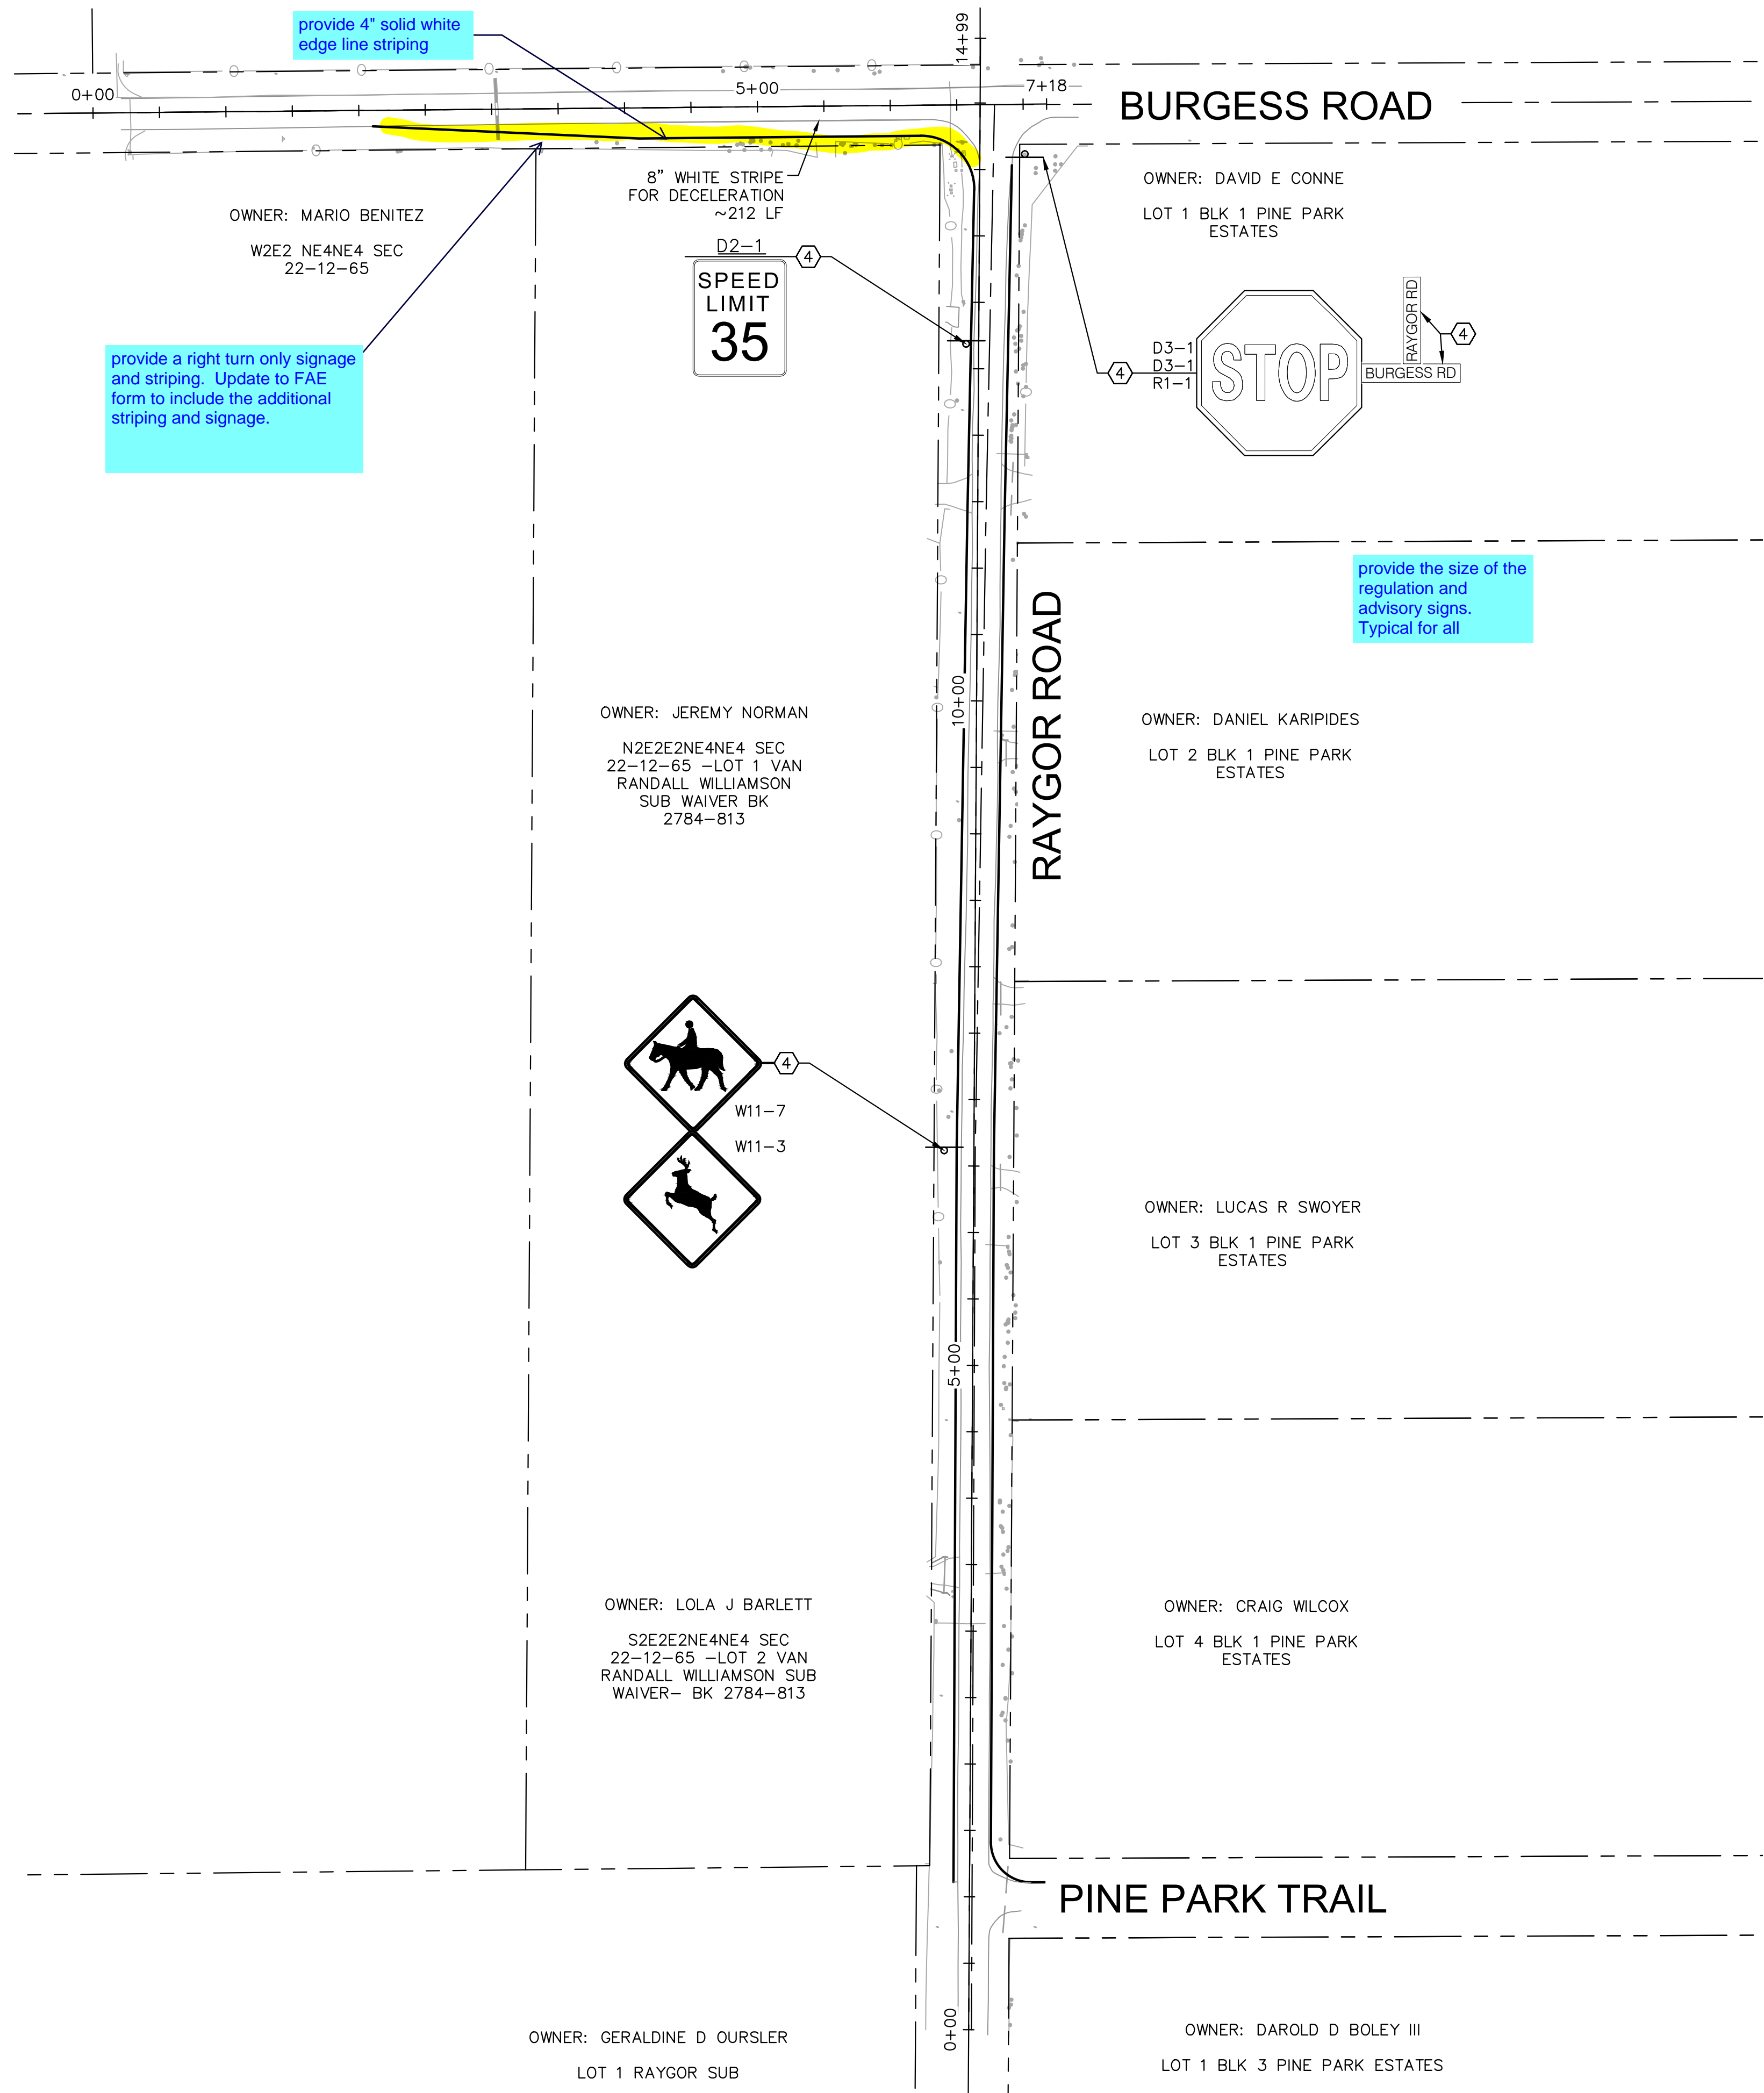 provide 4" solid white
edge line striping
14+99
0+00
5+00
7+18
BURGESS ROAD
8" WHITE STRIPE
FOR DECELERATION
~212 LF
OWNER: MARIO BENITEZ
W2E2 NE4NE4 SEC
22-12-65
OWNER: DAVID E CONNE
LOT 1 BLK 1 PINE PARK
ESTATES
D2-1
4
SPEED
LIMIT
35
provide a right turn only signage
and striping. Update to FAE
form to include the additional
striping and signage.
D3-1
D3-1
R1-1
4
STOP
RAYGOR RD
BURGESS RD
4
provide the size of the
regulation and
advisory signs.
Typical for all
RAYGOR ROAD
10+00
OWNER: JEREMY NORMAN
N2E2E2NE4NE4 SEC
22-12-65 -LOT 1 VAN
RANDALL WILLIAMSON
SUB WAIVER BK
2784-813
OWNER: DANIEL KARIPIDES
LOT 2 BLK 1 PINE PARK
ESTATES
4
W11-7
W11-3
OWNER: LUCAS R SWOYER
LOT 3 BLK 1 PINE PARK
ESTATES
5+00
OWNER: LOLA J BARLETT
S2E2E2NE4NE4 SEC
22-12-65 -LOT 2 VAN
RANDALL WILLIAMSON SUB
WAIVER- BK 2784-813
OWNER: CRAIG WILCOX
LOT 4 BLK 1 PINE PARK
ESTATES
PINE PARK TRAIL
0+00
OWNER: GERALDINE D OURSLER
LOT 1 RAYGOR SUB
OWNER: DAROLD D BOLEY III
LOT 1 BLK 3 PINE PARK ESTATES